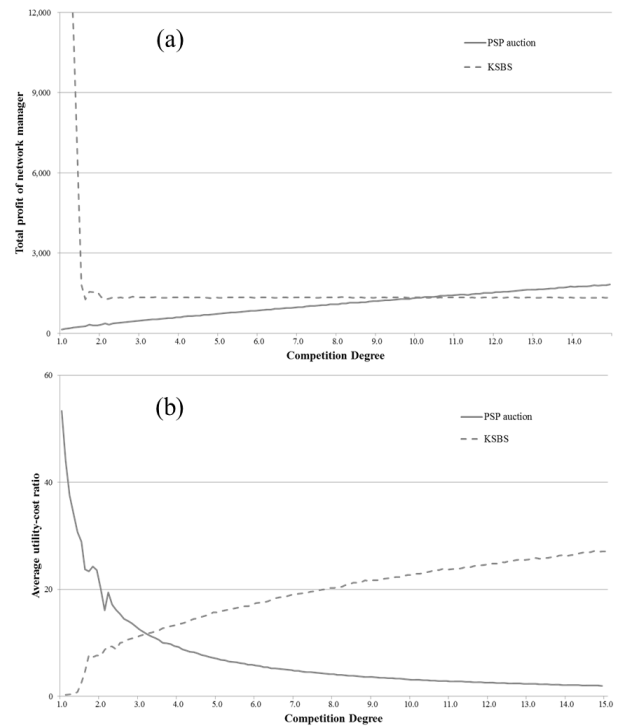 12,000
(a)
PSP auction
KSBS
9,000
6,000
3,000
0
Total profit of network manager
1.0 2.0 3.0 4.0 5.0 6.0 7.0 8.0 9.0 10.0 11.0 12.0 13.0 14.0
Competition Degree
60
(b)
PSP auction
KSBS
40
20
0
Average utility-cost ratio
1.0 2.0 3.0 4.0 5.0 6.0 7.0 8.0 9.0 10.0 11.0 12.0 13.0 14.0 15.0
Competition Degree